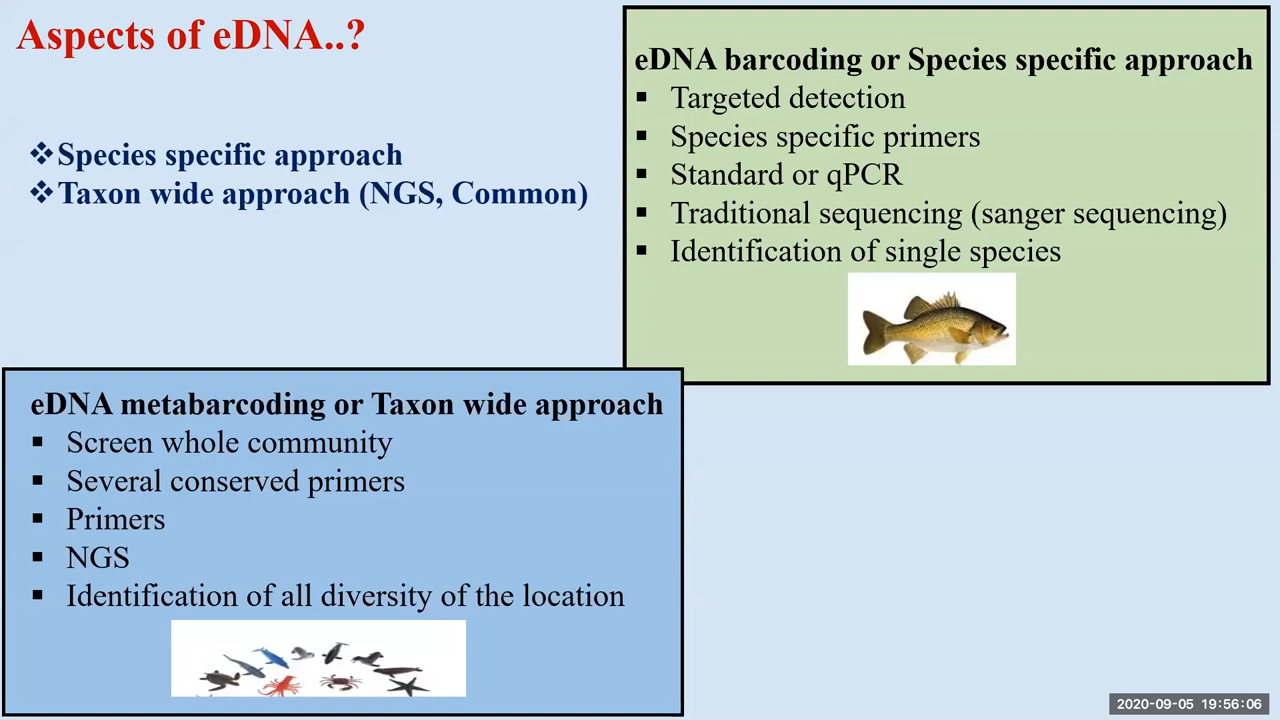 Aspects of eDNA..?
❖Species specific approach
❖Taxon wide approach (NGS, Common)
eDNA barcoding or Species specific approach
▪ Targeted detection
▪ Species specific primers
▪ Standard or qPCR
▪ Traditional sequencing (sanger sequencing)
▪ Identification of single species
eDNA metabarcoding or Taxon wide approach
▪ Screen whole community
▪ Several conserved primers
▪ Primers
▪ NGS
▪ Identification of all diversity of the location
2020-09-05 19:56:06